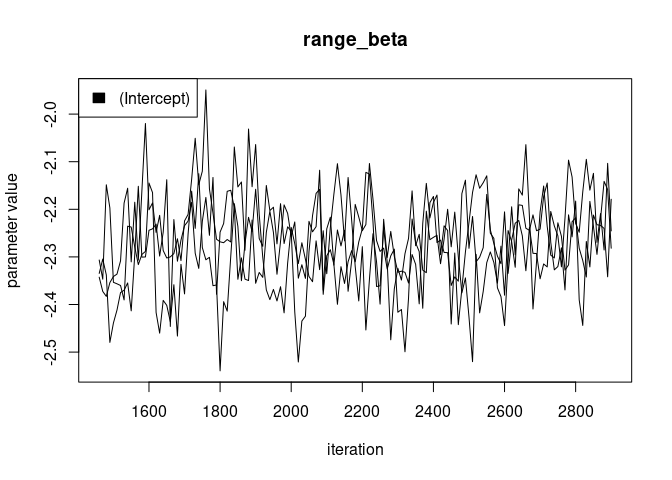 range_beta
(Intercept)
parameter value
-2.0
-2.1
-2.2
-2.3
-2.4
-2.5
1600 1800 2000 2200 2400 2600 2800
iteration